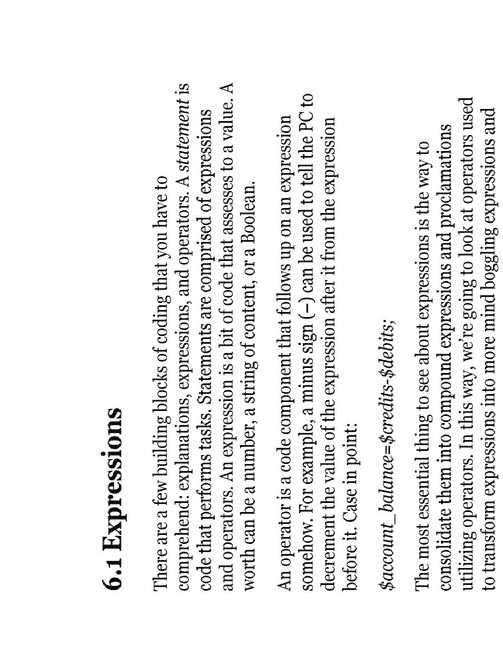 6.1 Expressions
There are a few building blocks of coding that you have to
comprehend: explanations, expressions, and operators. A statement is
code that performs tasks. Statements are comprised of expressions
and operators. An expression is a bit of code that assesses to a value. A
worth can be a number, a string of content, or a Boolean.
An operator is a code component that follows up on an expression
somehow. For example, a minus sign (−) can be used to tell the PC to
decrement the value of the expression after it from the expression
before it. Case in point:
$account_balance=$credits-$debits;
The most essential thing to see about expressions is the way to
consolidate them into compound expressions and proclamations
utilizing operators. In this way, we're going to look at operators used
to transform expressions into more mind boggling expressions and